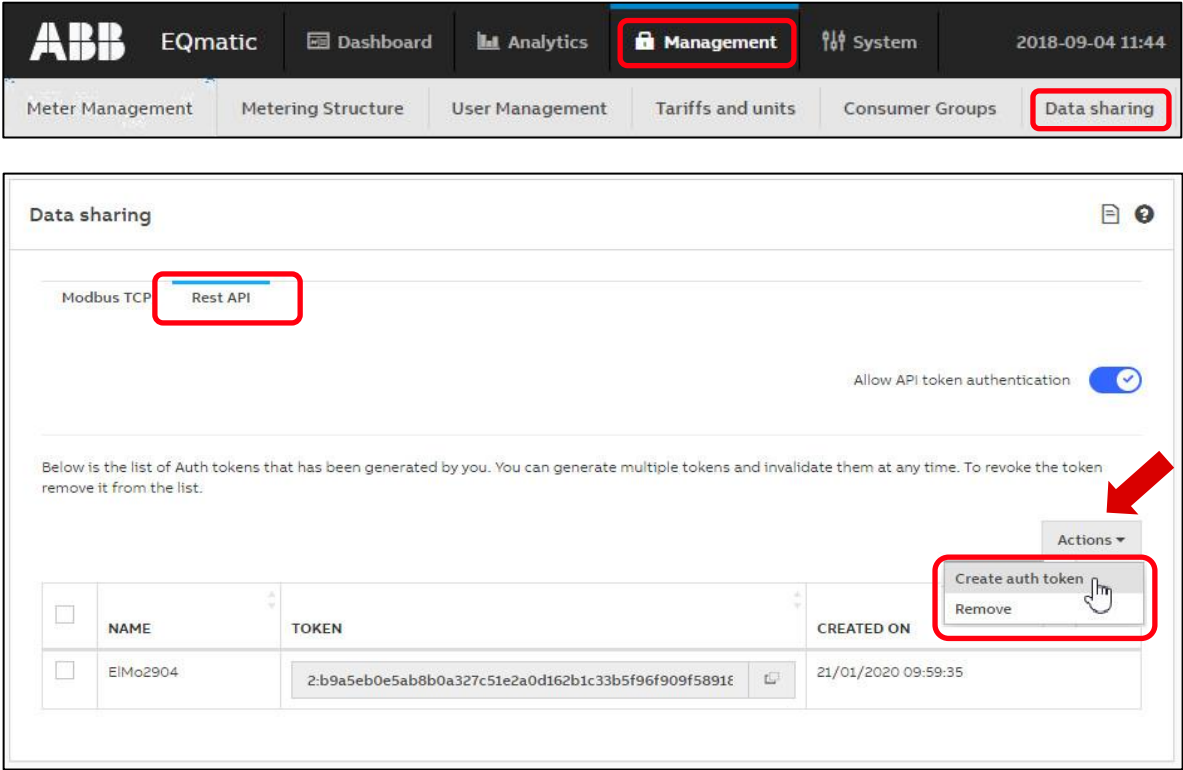 ABB EQmatic Dashboard Analytics Management System 2018-09-04 11:44
Meter Management Metering Structure User Management Tariffs and units Consumer Groups Data sharing
Data sharing
Modbus TCP Rest API
Allow API token authentication
Below is the list of Auth tokens that has been generated by you. You can generate multiple tokens and invalidate them at any time. To revoke the token
remove it from the list.
Actions
Create auth token
Remove
NAME TOKEN CREATED ON
ElMo2904 2:b9a5eb0e5ab8b0a327c51e2a0d162b1c33b5f96f909f58918 21/01/2020 09:59:35